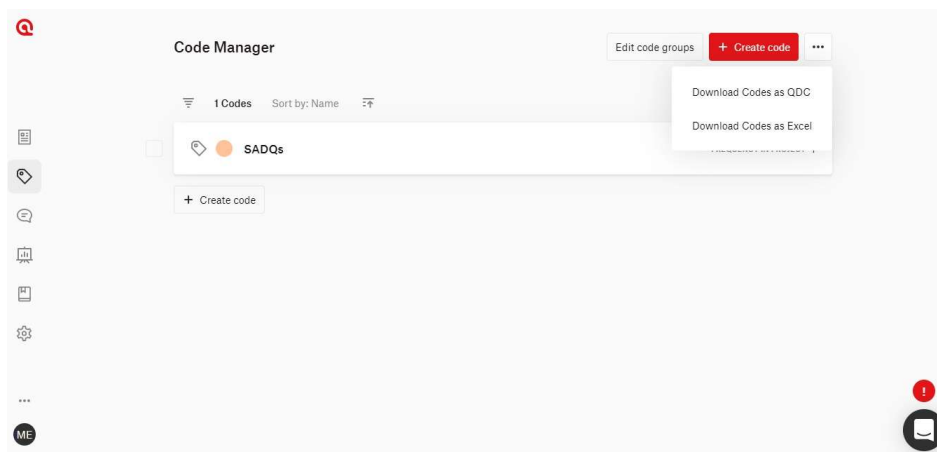 Code Manager
Edit code groups
+ Create code
Download Codes as QDC
Download Codes as Excel
1 Codes
Sort by: Name
SADQs
+ Create code
ME
!